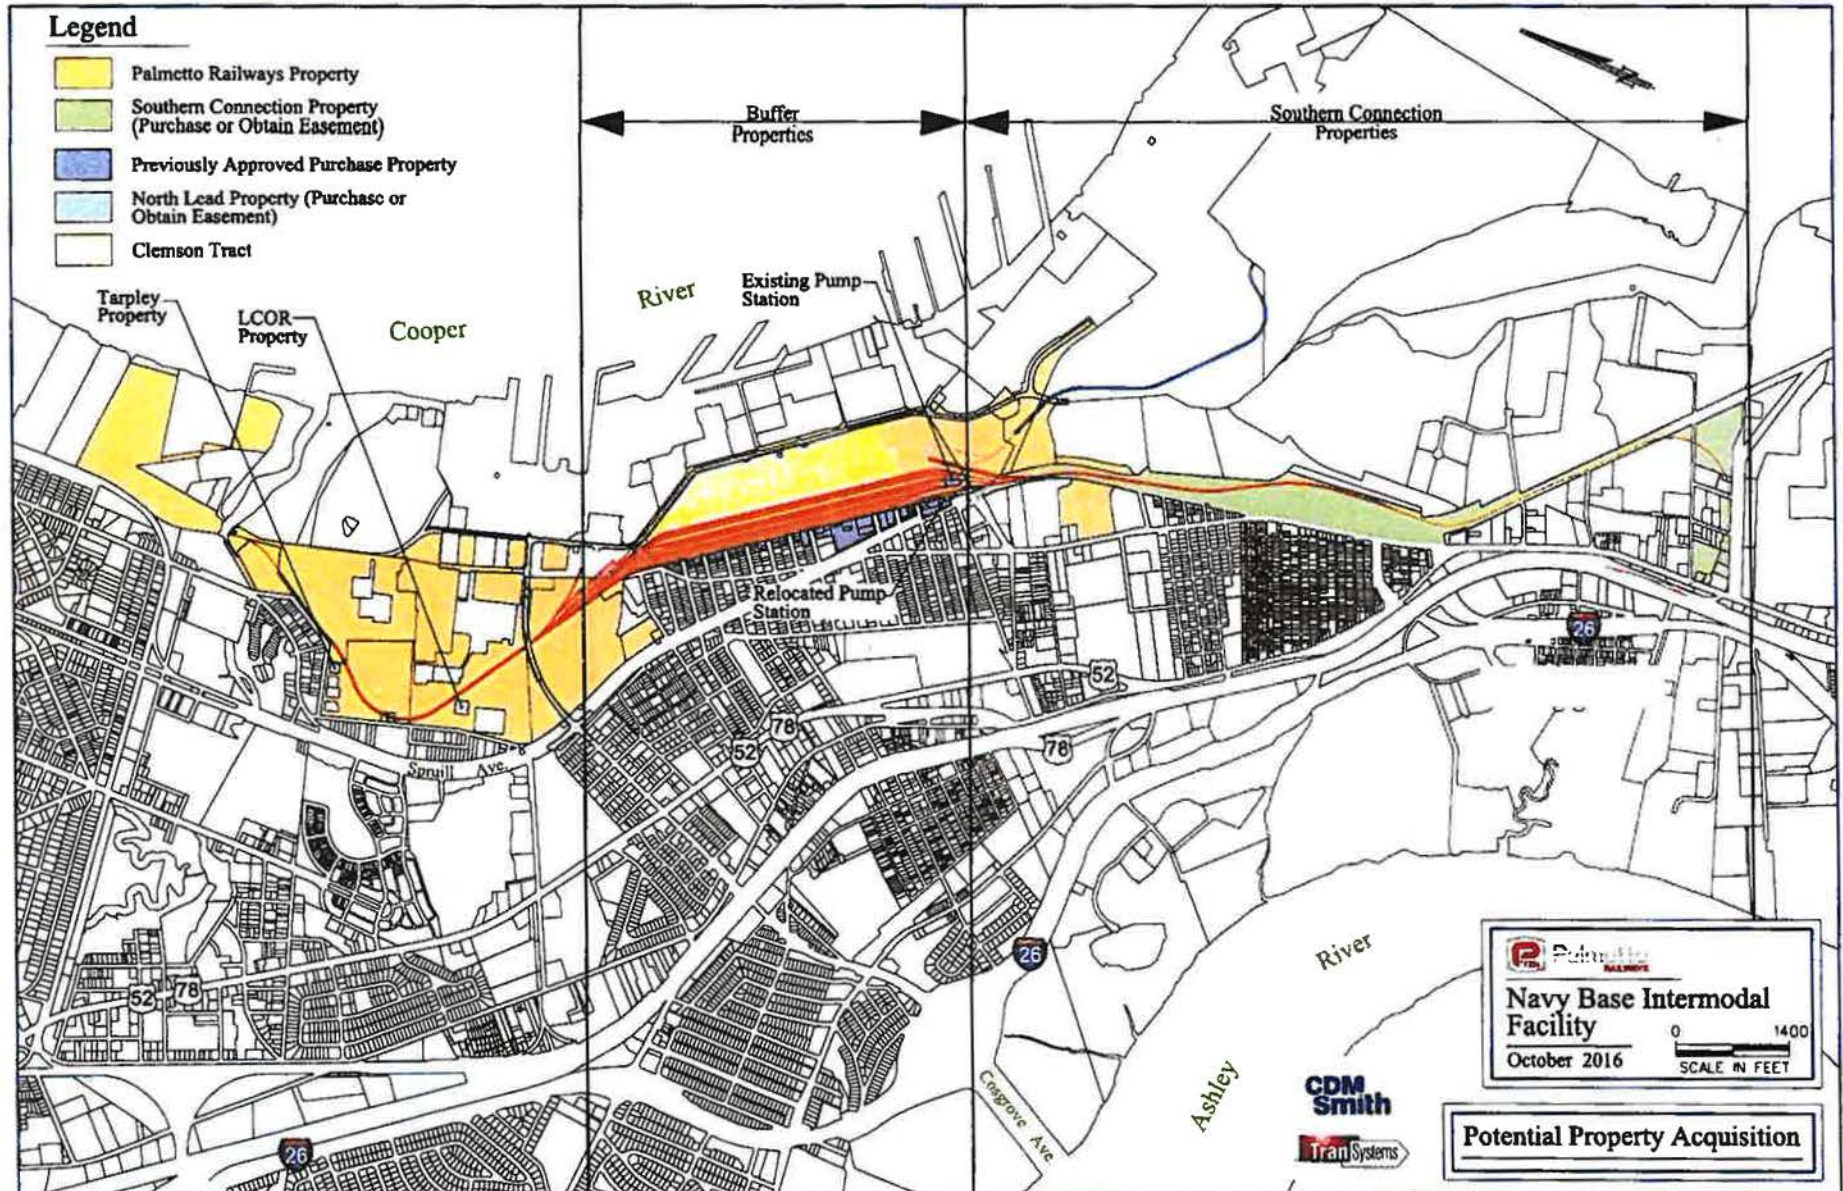 Legend
Palmetto Railways Property
Southern Connection Property
(Purchase or Obtain Easement)
Previously Approved Purchase Property
North Lead Property (Purchase or
Obtain Easement)
Clemson Tract
Buffer
Properties
Southern Connection
Properties
Tarpley
Property
LCOR
Property
Cooper
River
Existing Pump
Station
Relocated Pump
Station
26
52
78
52
78
Spruill Ave.
52
78
26
River
Ashley
Cosgrove Ave
26
Palmetto
RAILWAYS
Navy Base Intermodal
Facility
October 2016
0 1400
SCALE IN FEET
CDM
Smith
TranSystems
Potential Property Acquisition